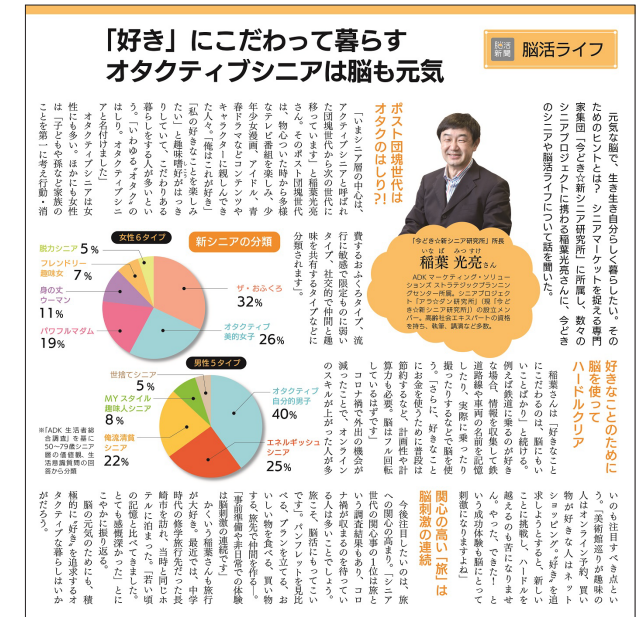 「好き」にこだわって暮らす
オタクティブシニアは脳も元気
脳活
新聞
脳活ライフ
元気な脳で、生き生き自分らしく暮らしたい。その
ためのヒントとは? シニアマーケットを捉える専門
家集団「今どき☆新シニア研究所」に所属し、数々の
シニアプロジェクトに携わる稲葉光亮さんに、今どき
のシニアや脳活ライフについて話を聞いた。
「今どき☆新シニア研究所」所長
いなば みつすけ
稲葉 光亮さん
ADK マーケティング・ソリュー
ションズ ストラテジックプランニン
グセンター所属。シニアプロジェク
ト「アラ☆ダン研究所」(現「今ど
き☆新シニア研究所」)の設立メン
バー。高齢社会エキスパートの資格
を持ち、執筆、講演など多数。
ポスト団塊世代は
オタクのはしり?!
「いまシニア層の中心は、
アクティブシニアと呼ばれ
た団塊世代から次の世代に
移っています」と稲葉光亮
さん。そのポスト団塊世代
は、物心ついた時から多様
なテレビ番組を楽しみ、少
年少女漫画、アイドル、青
春ドラマなどコンテンツや
キャラクターに親しんでき
た人々。「俺はこれが好き」
「私の好きなことを楽しみ
たい」と趣味嗜好がはっき
りしていて、こだわりある
暮らしをする人が多いとい
う。「いわゆる〝オタク〟の
はしり。オタクティブシニ
アと名付けました」
オタクティブシニアは女
性にも多い。ほかにも女性
は「子どもや孫など家族の
ことを第一に考え行動・消
費するおふくろタイプ、流
行に敏感で限定ものに弱い
タイプ、社交的で仲間と趣
味を共有するタイプなどに
分類されます」。
新シニアの分類
女性6タイプ
脱力シニア 5%
フレンドリー
趣味女 7%
身の丈
ウーマン
11%
パワフルマダム
19%
ザ・おふくろ
32%
オタクティブ
美的女子 26%
男性5タイプ
世捨てシニア
5%
MYスタイル
趣味人シニア
8%
俺流清貧
シニア
22%
オタクティブ
自分的男子
40%
エネルギッシュ
シニア
25%
※「ADK 生活者総
合調査」を基に
50〜79歳シニア
層の価値観、生
活意識質問の回
答から分類
好きなことのために
脳を使って
ハードルクリア
稲葉さんは「好きなこと
にこだわるのは、脳にもい
いことばかり」と続ける。
例えば鉄道に乗るのが好き
な場合、情報を収集して鉄
道路線や車両の名前を記憶
したり、実際に乗ったり
撮ったりするなどで脳を使
う。「さらに、好きなこと
にお金を使うために普段は
節約するなど、計画性や計
算力も必要。脳はフル回転
しているはずです」
コロナ禍で外出の機会が
減ったことで、オンライン
のスキルが上がった人が多
いのも注目すべき点とい
う。「美術館巡りが趣味の
人はオンライン予約、買い
物が好きな人はネット
ショッピング。〝好き〟を追
求しようとすると、新しい
ことに挑戦し、ハードルを
越えるのも苦になりませ
ん。やった、できた!と
いう成功体験も脳にとって
刺激になりますよね」
関心の高い「旅」は
脳刺激の連続
今後注目したいのは、旅
への関心の高まり。「シニア
世代の関心事の1位は旅と
いう調査結果もあり、コロ
ナ禍が収まるのを待ってい
る人は多いことでしょう。
旅こそ、脳活にもってこい
です」。パンフレットを見比
べる、プランを立てる、お
いしい物を食べる、買い物
する、旅先で仲間を作る―。
「事前準備や非日常での体験
は脳刺激の連続です」
かくいう稲葉さんも旅行
が大好き。最近では、中学
時代の修学旅行先だった長
崎市を訪れ、当時と同じホ
テルに泊まった。「若い頃
の記憶と比べてきました。
とても感慨深かった」とに
こやかに振り返る。
脳の元気のためにも、積
極的に〝好き〟を追求するオ
タクティブな暮らしはいか
がだろう。